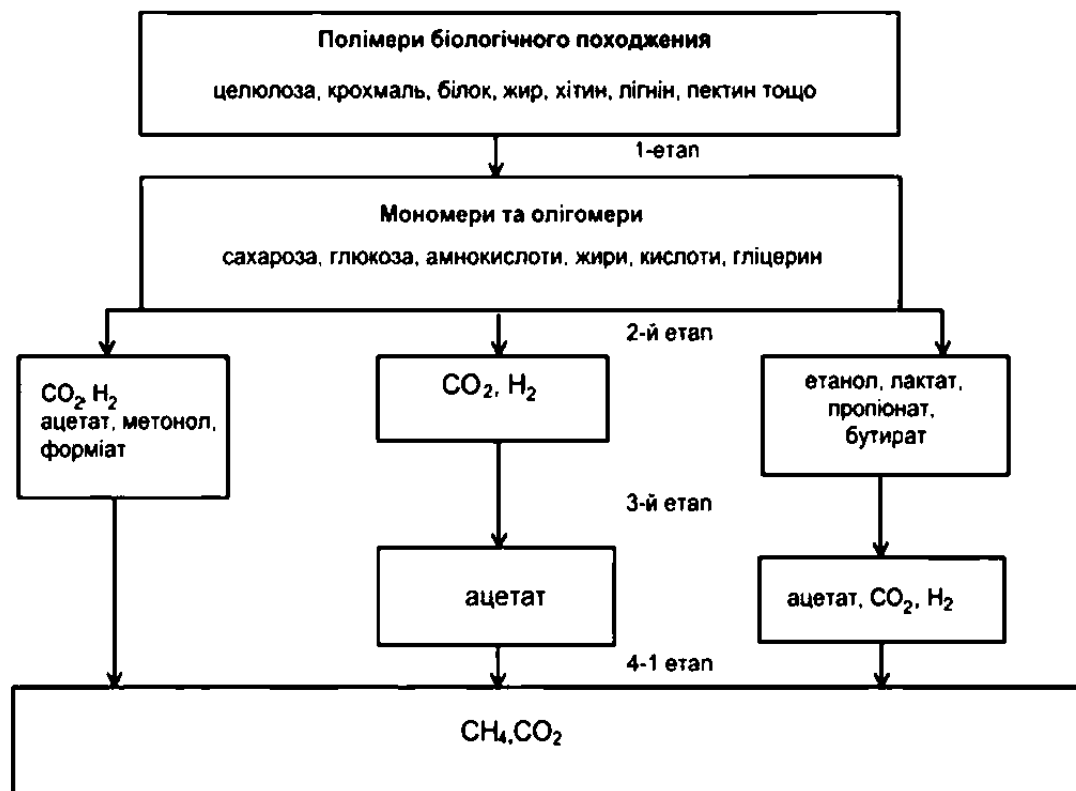 Полімери біологічного походження
целюлоза, крохмаль, білок, жир, хітин, лігнін, пектин тощо
1-етап
Мономери та олігомери
сахароза, глюкоза, амнокислоти, жири, кислоти, гліцерин
2-й етап
CO₂, H₂
ацетат, метонол,
форміат
CO₂, H₂
етанол, лактат,
пропіонат,
бутират
3-й етап
ацетат
ацетат, CO₂, H₂
4-1 етап
CH₄,CO₂